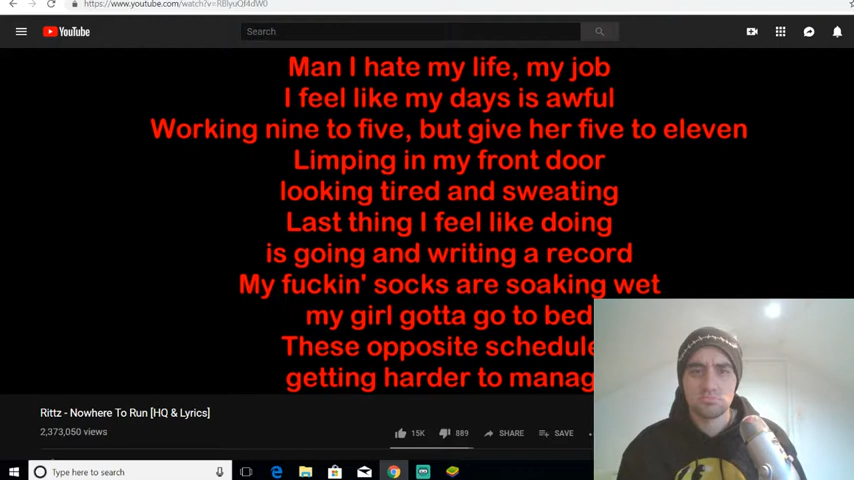 https://www.youtube.com/watch?v=RBlyuQf4dW0
YouTube
Search
Man I hate my life, my job
I feel like my days is awful
Working nine to five, but give her five to eleven
Limping in my front door
looking tired and sweating
Last thing I feel like doing
is going and writing a record
My fuckin' socks are soaking wet
my girl gotta go to bed
These opposite schedule
getting harder to manag
Rittz - Nowhere To Run [HQ & Lyrics]
2,373,050 views
15K
889
SHARE
SAVE
Type here to search